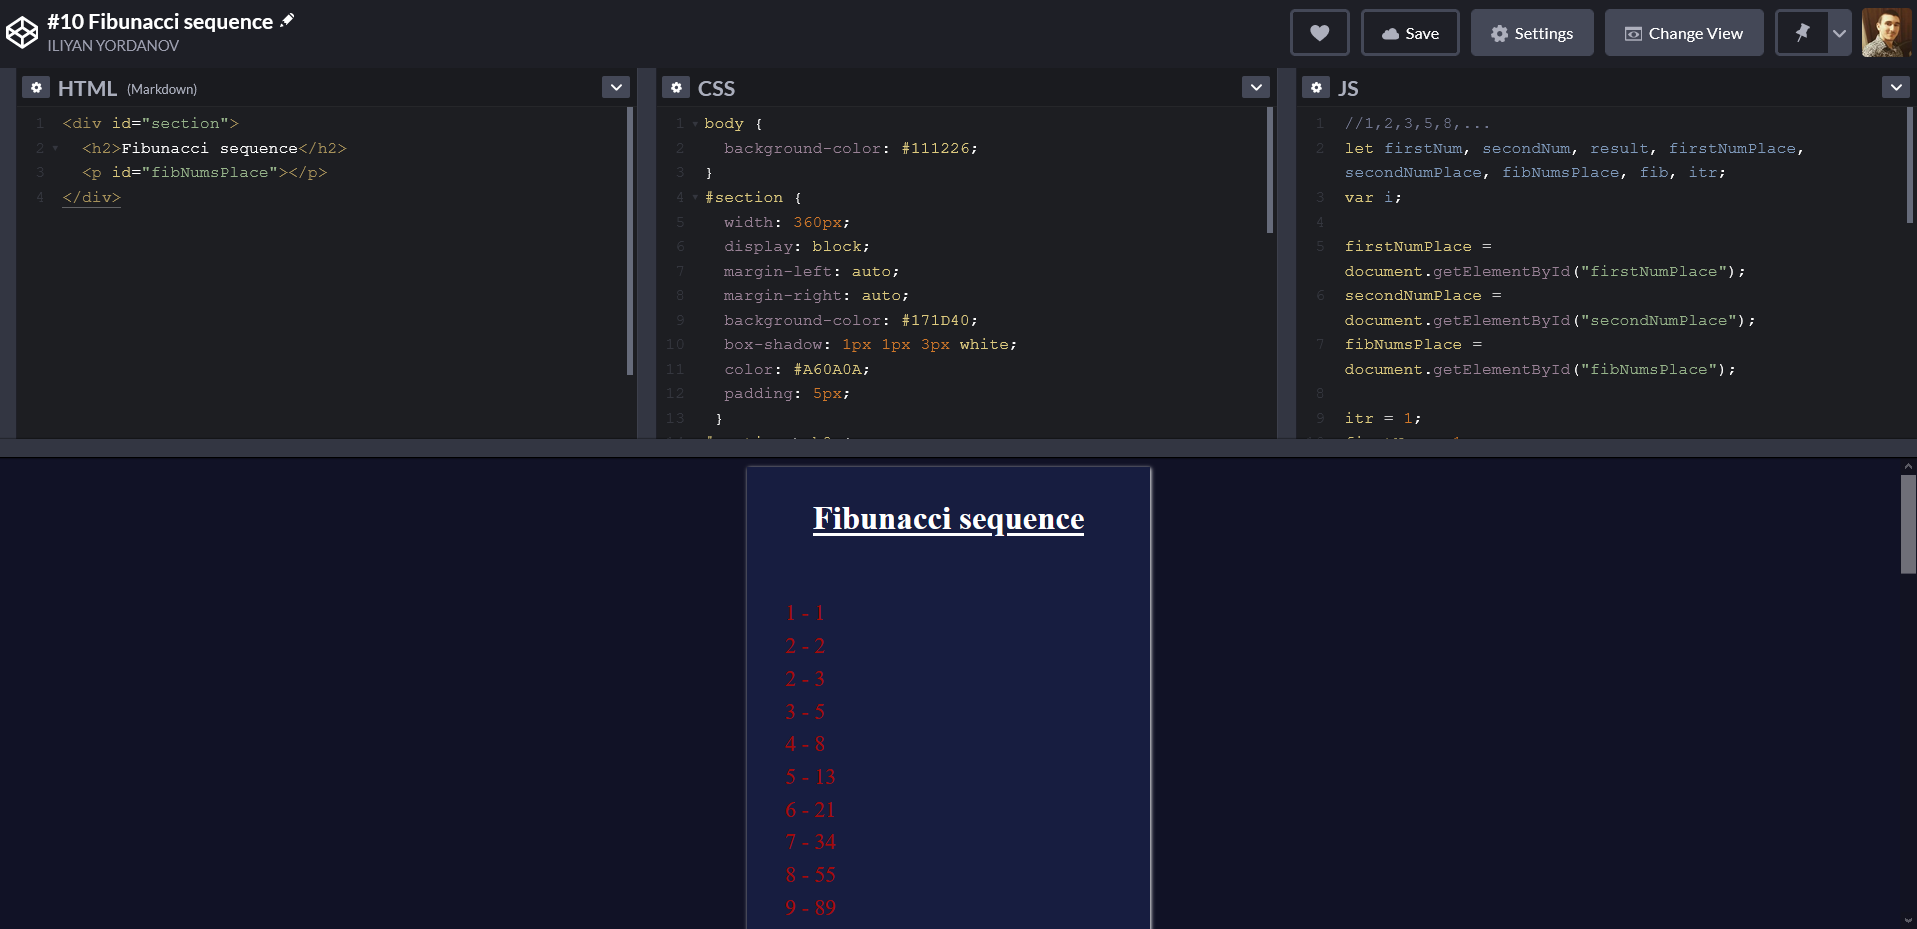 #10 Fibunacci sequence
ILIYAN YORDANOV
Save
Settings
Change View
HTML (Markdown)
1 <div id="section">
2 <h2>Fibunacci sequence</h2>
3 <p id="fibNumsPlace"></p>
4 </div>
CSS
1 body {
2 background-color: #111226;
3 }
4 #section {
5 width: 360px;
6 display: block;
7 margin-left: auto;
8 margin-right: auto;
9 background-color: #171D40;
10 box-shadow: 1px 1px 3px white;
11 color: #A60A0A;
12 padding: 5px;
13 }
JS
1 //1,2,3,5,8,...
2 let firstNum, secondNum, result, firstNumPlace,
secondNumPlace, fibNumsPlace, fib, itr;
3 var i;
4
5 firstNumPlace =
document.getElementById("firstNumPlace");
6 secondNumPlace =
document.getElementById("secondNumPlace");
7 fibNumsPlace =
document.getElementById("fibNumsPlace");
8
9 itr = 1;
Fibunacci sequence
1 - 1
2 - 2
2 - 3
3 - 5
4 - 8
5 - 13
6 - 21
7 - 34
8 - 55
9 - 89